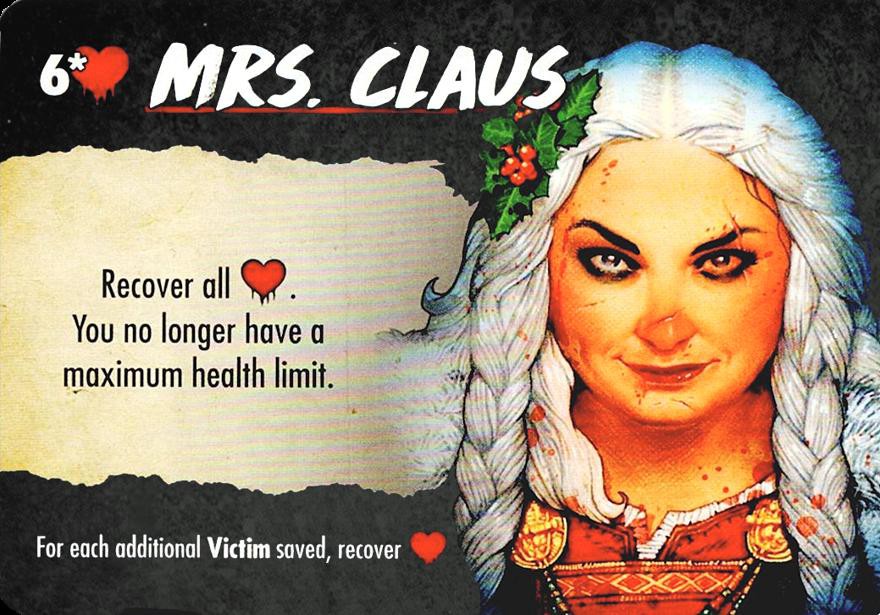 6* MRS. CLAUS
Recover all .
You no longer have a
maximum health limit.
For each additional Victim saved, recover